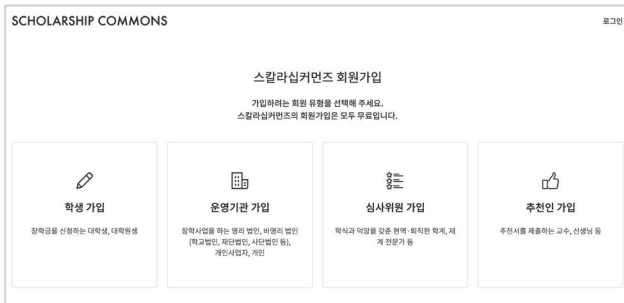 SCHOLARSHIP COMMONS
로그인
스칼라십커먼즈 회원가입
가입하려는 회원 유형을 선택해 주세요.
스칼라십커먼즈의 회원가입은 모두 무료입니다.
학생 가입
장학금을 신청하는 대학생, 대학원생
운영기관 가입
장학사업을 하는 영리 법인, 비영리 법인
(학교법인, 재단법인, 사단법인 등),
개인사업자, 개인
심사위원 가입
학식과 덕망을 갖춘 현역·퇴직한 학계, 재
계 전문가 등
추천인 가입
추천서를 제출하는 교수, 선생님 등